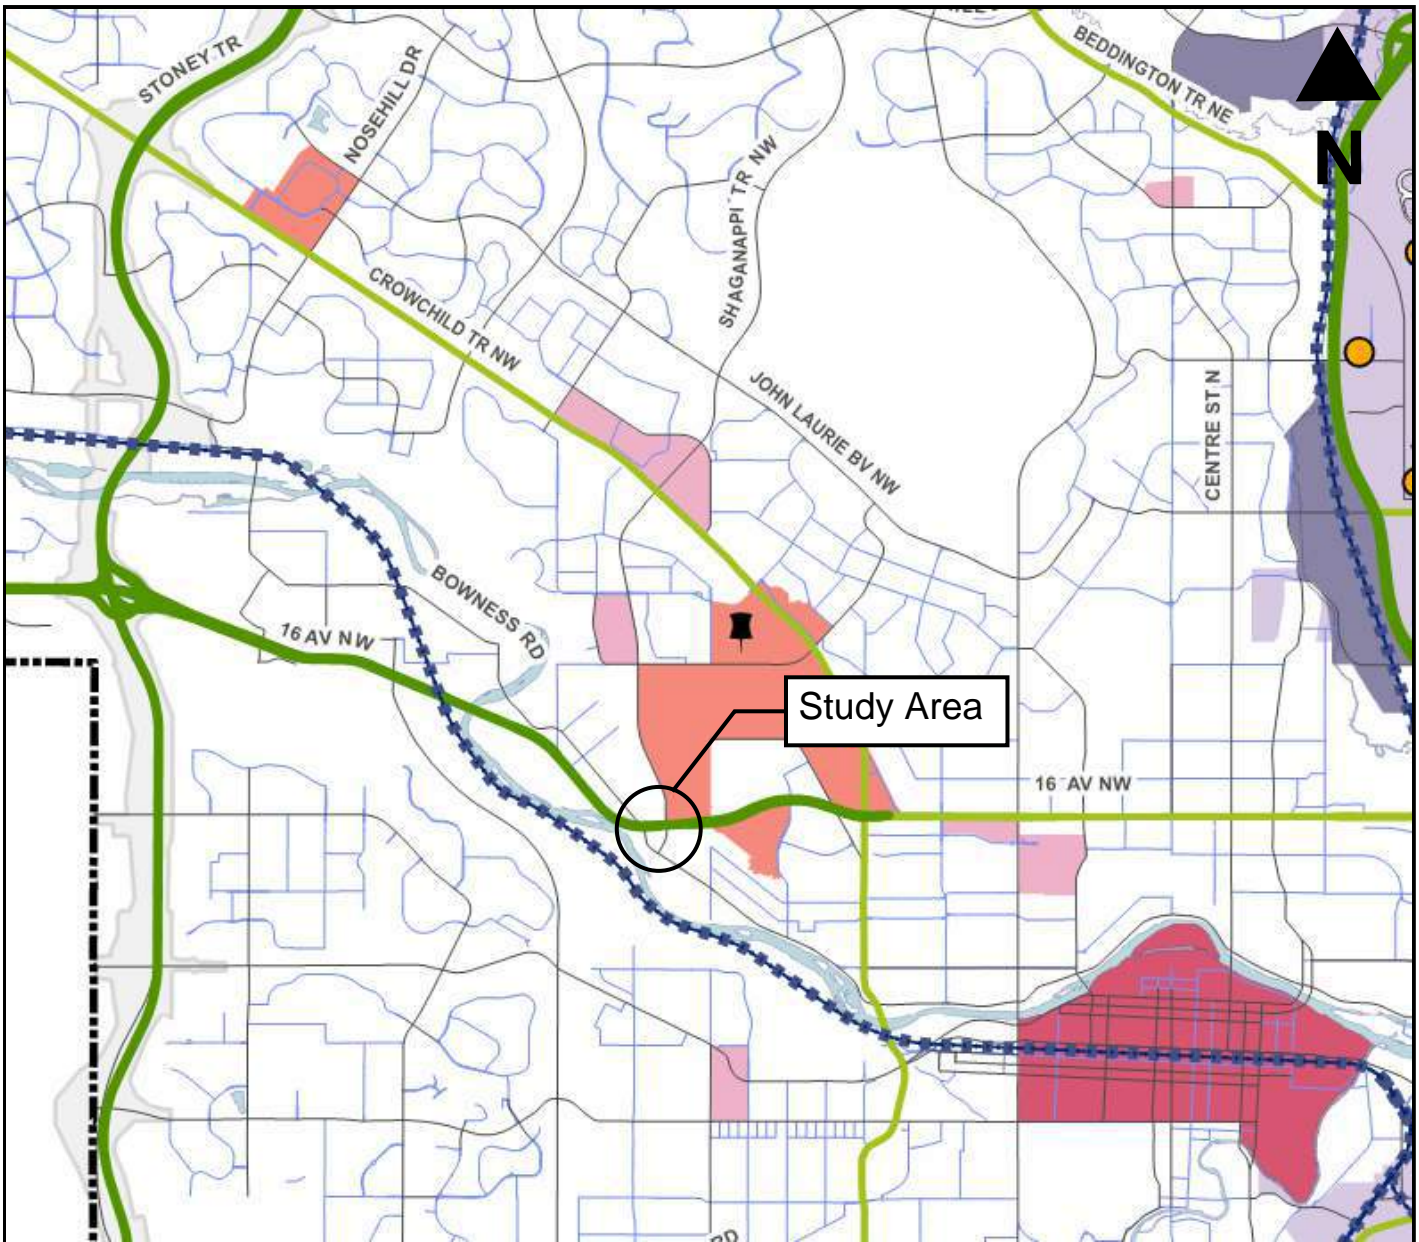 STONEY TR
NOSEHILL DR
BEDDINGTON TR NE
N
SHAGANAPPI TR NW
CROWCHILD TR NW
JOHN LAURIE BV NW
CENTRE ST N
BOWNESS RD
16 AV NW
Study Area
16 AV NW
RD